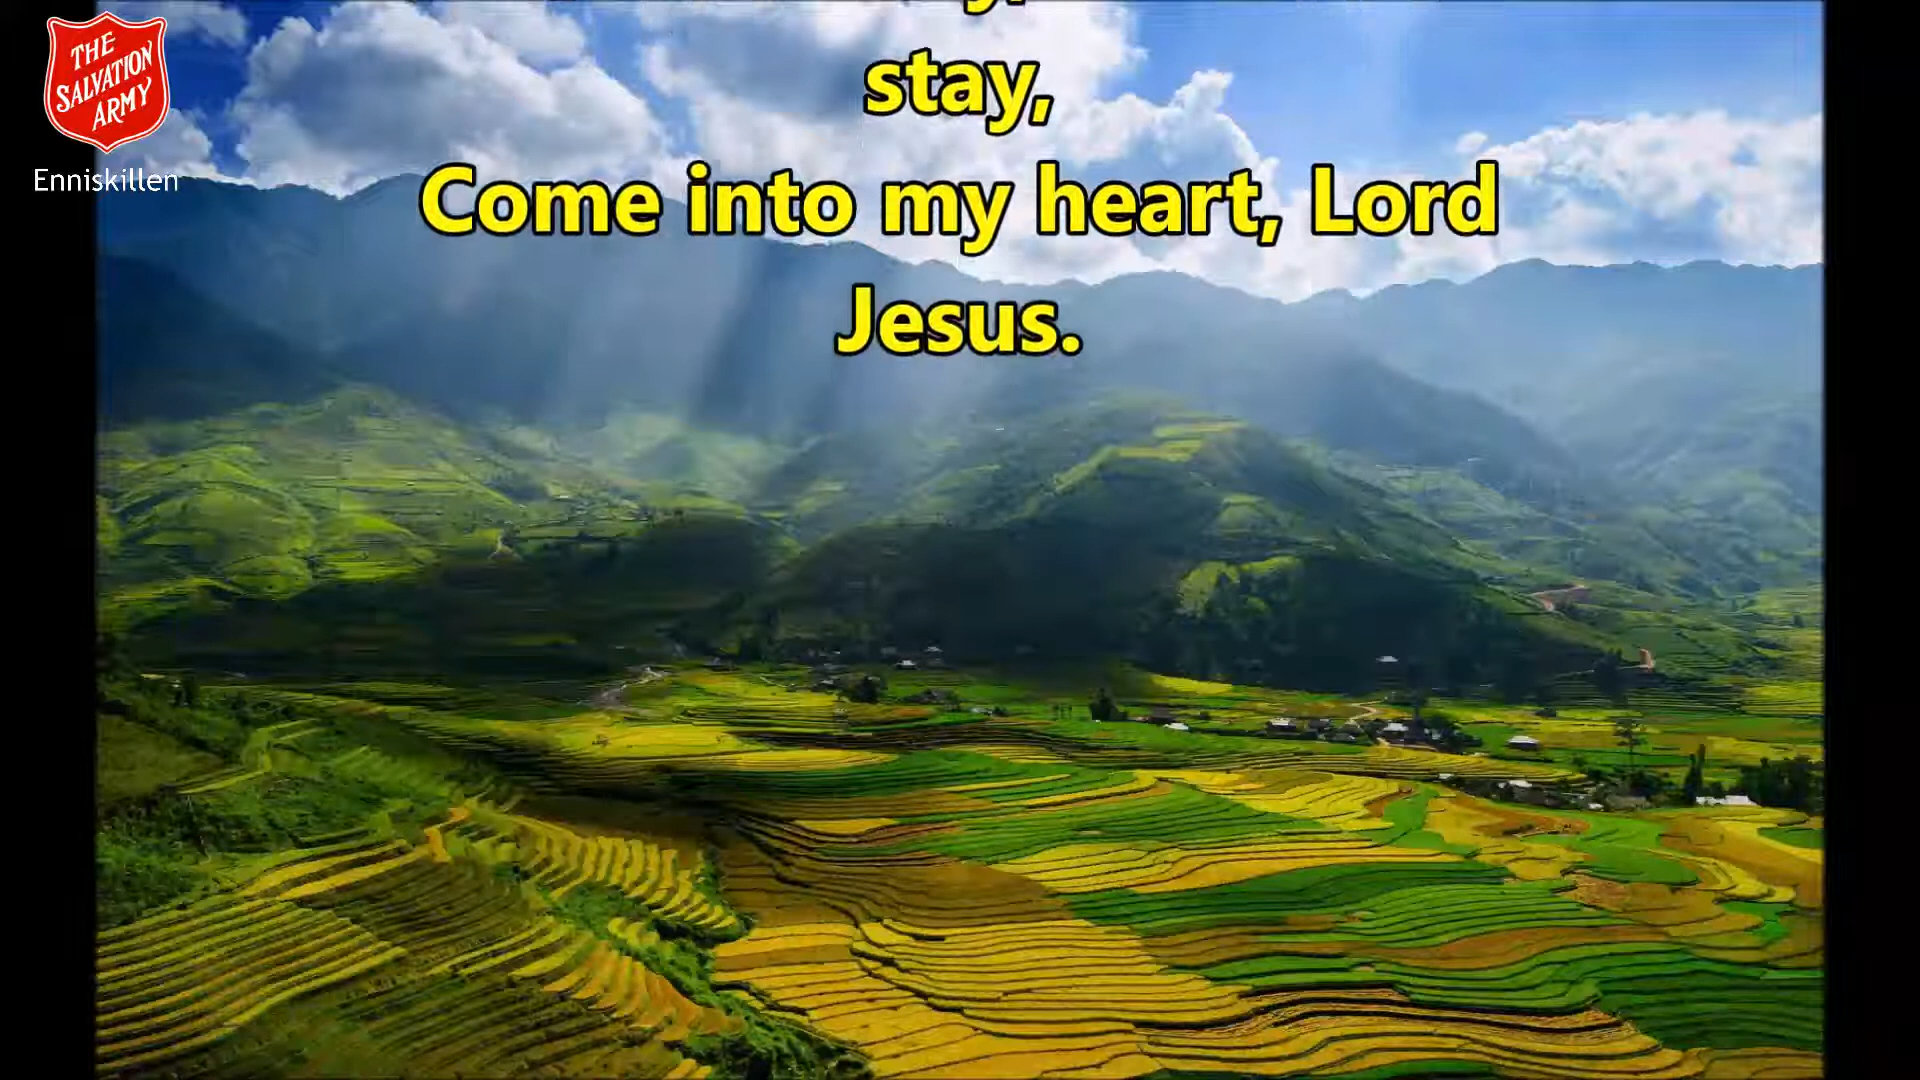 THE
SALVATION
ARMY
Enniskillen
stay,
Come into my heart, Lord
Jesus.